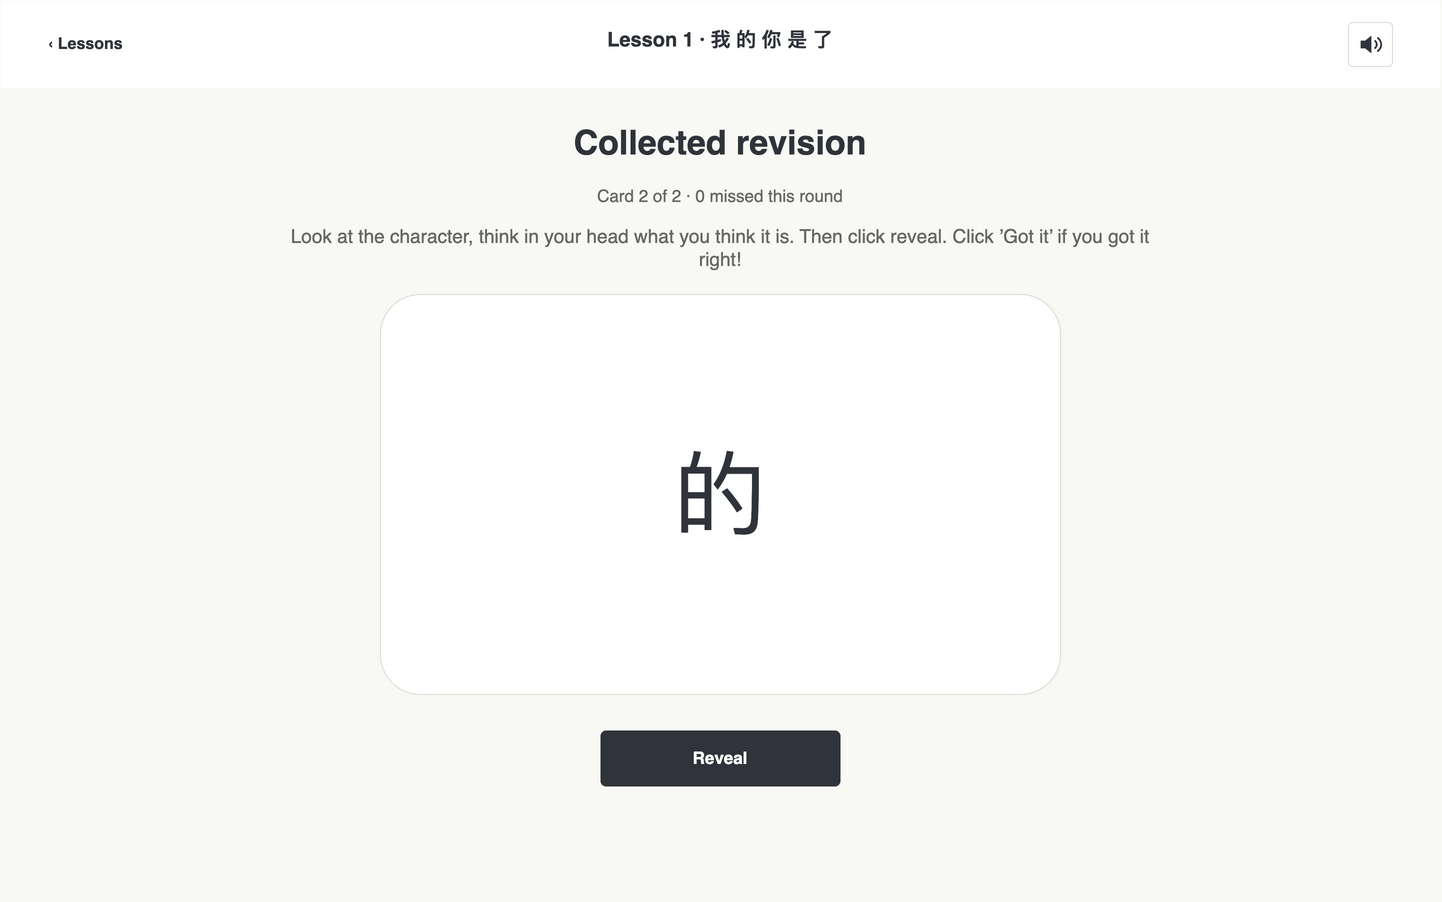 ‹ Lessons
Lesson 1 · 我 的 你 是 了
Collected revision
Card 2 of 2 · 0 missed this round
Look at the character, think in your head what you think it is. Then click reveal. Click ’Got it’ if you got it
right!
的
Reveal